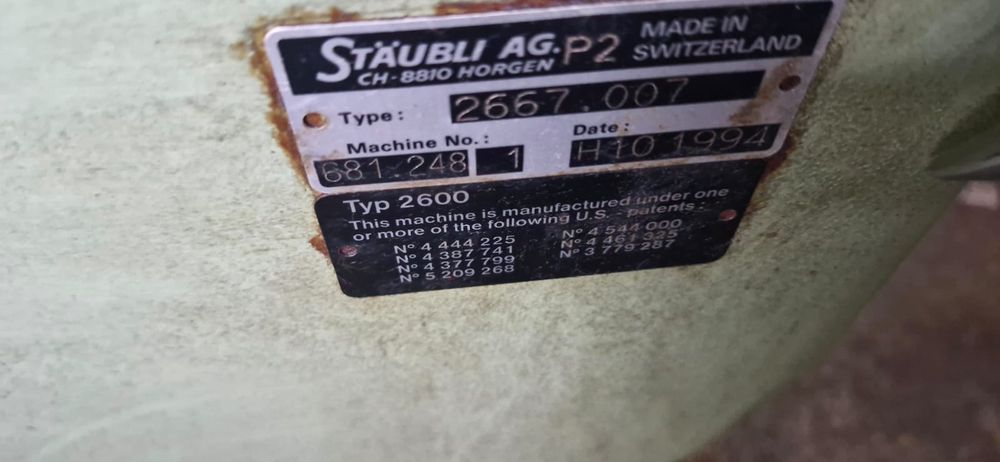 STÄUBLI AG. P2 MADE IN
CH-8810 HORGEN SWITZERLAND
Type: 2667.007
Machine No.: Date:
681.248 1 H10 1994
Typ 2600
This machine is manufactured under one
or more of the following U.S. - patents:
Nº 4 444 225 Nº 4 544 000
Nº 4 387 741 Nº 4 461 325
Nº 4 377 799 Nº 3 779 287
Nº 5 209 268